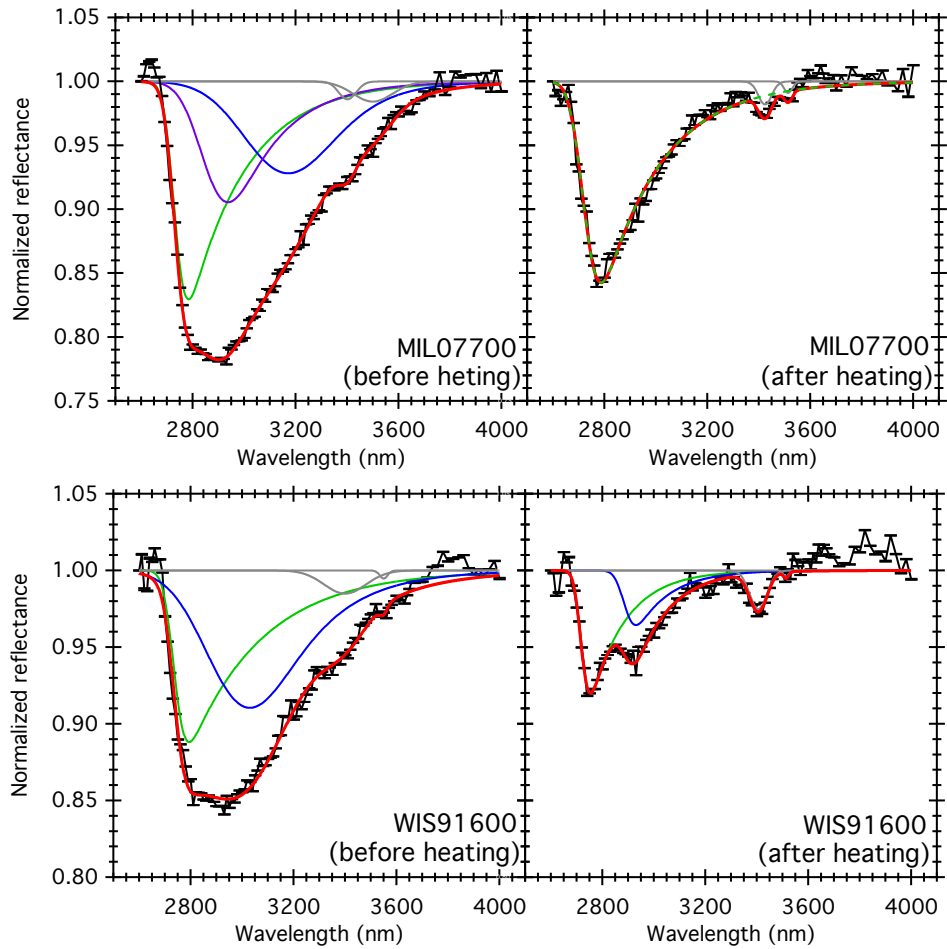 1.05
1.00
0.95
0.90
0.85
0.80
0.75
Normalized reflectance
MIL07700
(before heting)
2800 3200 3600 4000
Wavelength (nm)
MIL07700
(after heating)
2800 3200 3600 4000
Wavelength (nm)
1.05
1.00
0.95
0.90
0.85
0.80
Normalized reflectance
WIS91600
(before heating)
2800 3200 3600 4000
Wavelength (nm)
WIS91600
(after heating)
2800 3200 3600 4000
Wavelength (nm)